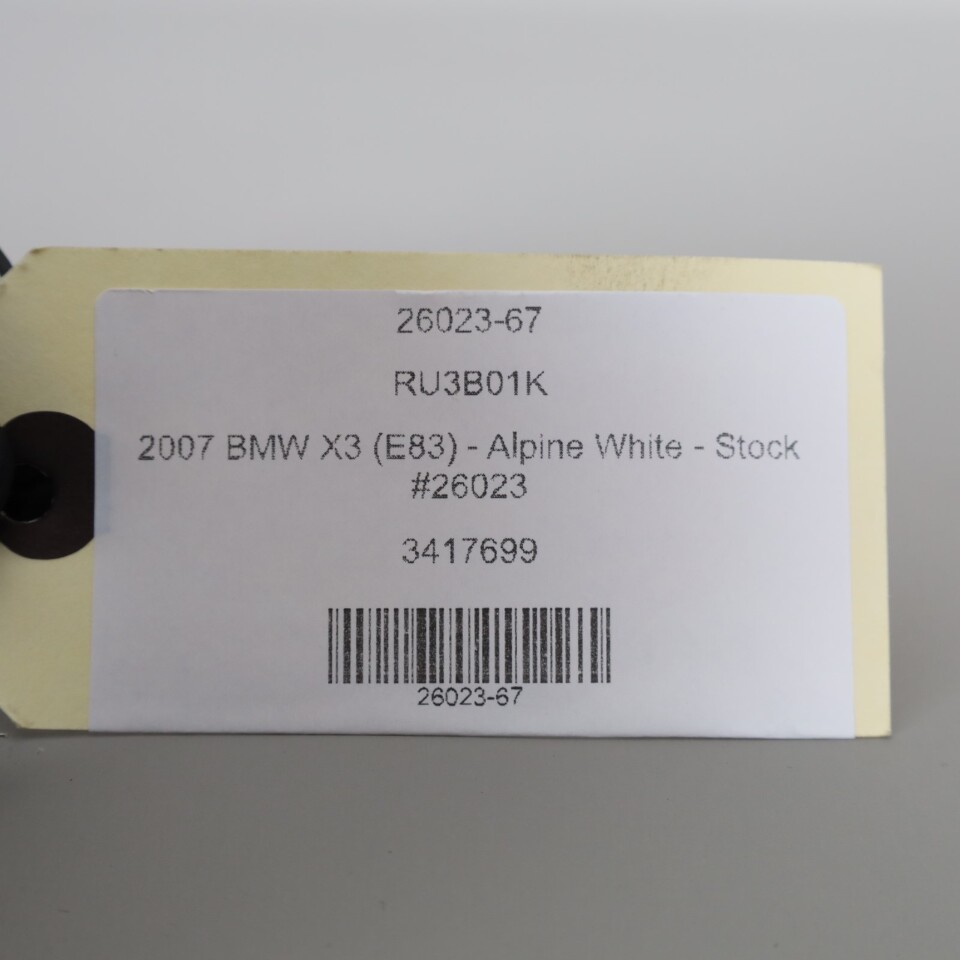 26023-67
RU3B01K
2007 BMW X3 (E83) - Alpine White - Stock
#26023
3417699
26023-67